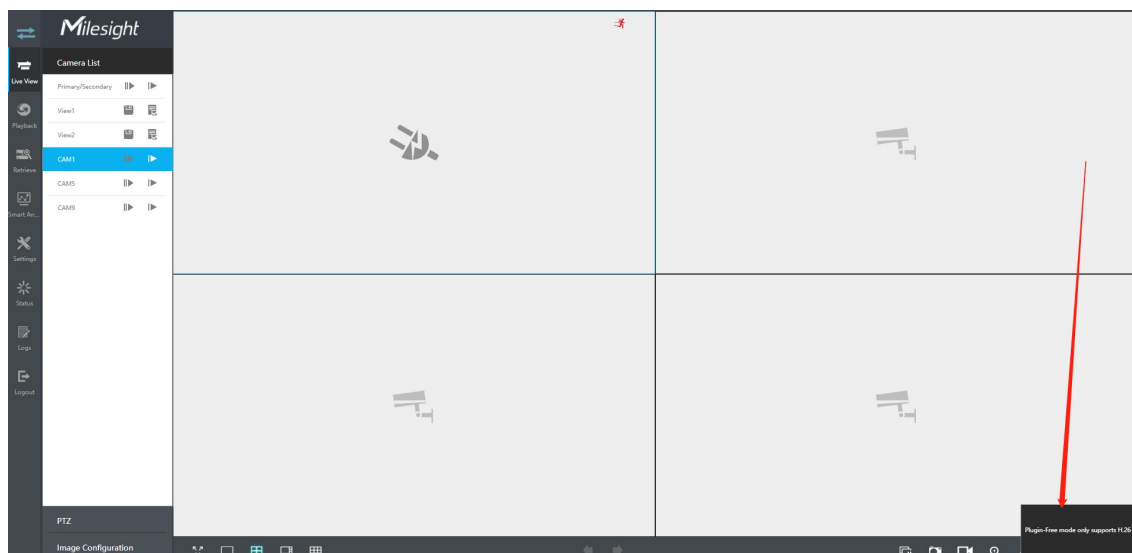 Milesight
Camera List
Live View
Primary/Secondary
View1
Playback
View2
CAM1
Retrieve
CAM5
Smart An...
CAM9
Settings
Status
Logs
Logout
PTZ
Plugin-Free mode only supports H.26
Image Configuration